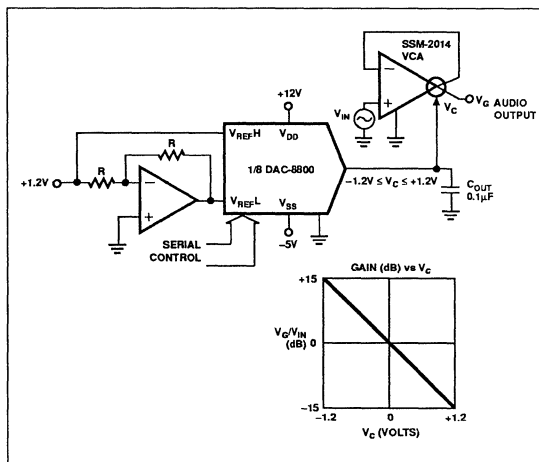 SSM-2014
VCA
+12V
V_IN
V_C
V_G AUDIO
OUTPUT
V_REFH
V_DD
R
R
+1.2V
1/8 DAC-8800
−1.2V ≤ V_C ≤ +1.2V
C_OUT
0.1µF
V_REFL
V_SS
SERIAL
CONTROL
−5V
GAIN (dB) vs V_C
+15
V_G/V_IN
(dB)
0
−15
−1.2
0
+1.2
V_C (VOLTS)